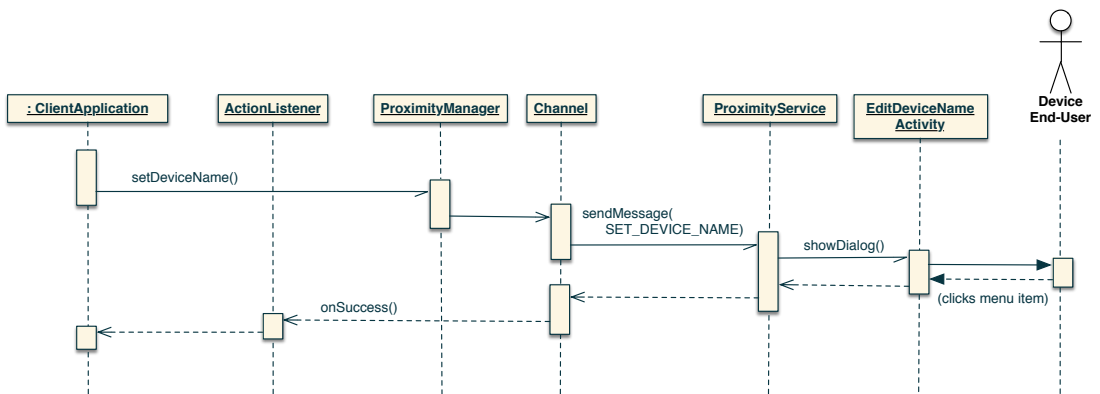 Device
End-User
: ClientApplication
ActionListener
ProximityManager
Channel
ProximityService
EditDeviceName
Activity
setDeviceName()
sendMessage(
SET_DEVICE_NAME)
showDialog()
(clicks menu item)
onSuccess()